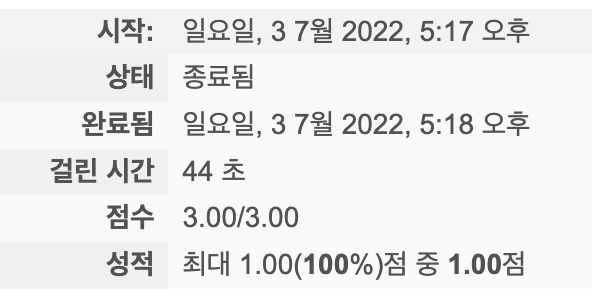 시작: 일요일, 3 7월 2022, 5:17 오후
상태 종료됨
완료됨 일요일, 3 7월 2022, 5:18 오후
걸린 시간 44 초
점수 3.00/3.00
성적 최대 1.00(100%)점 중 1.00점